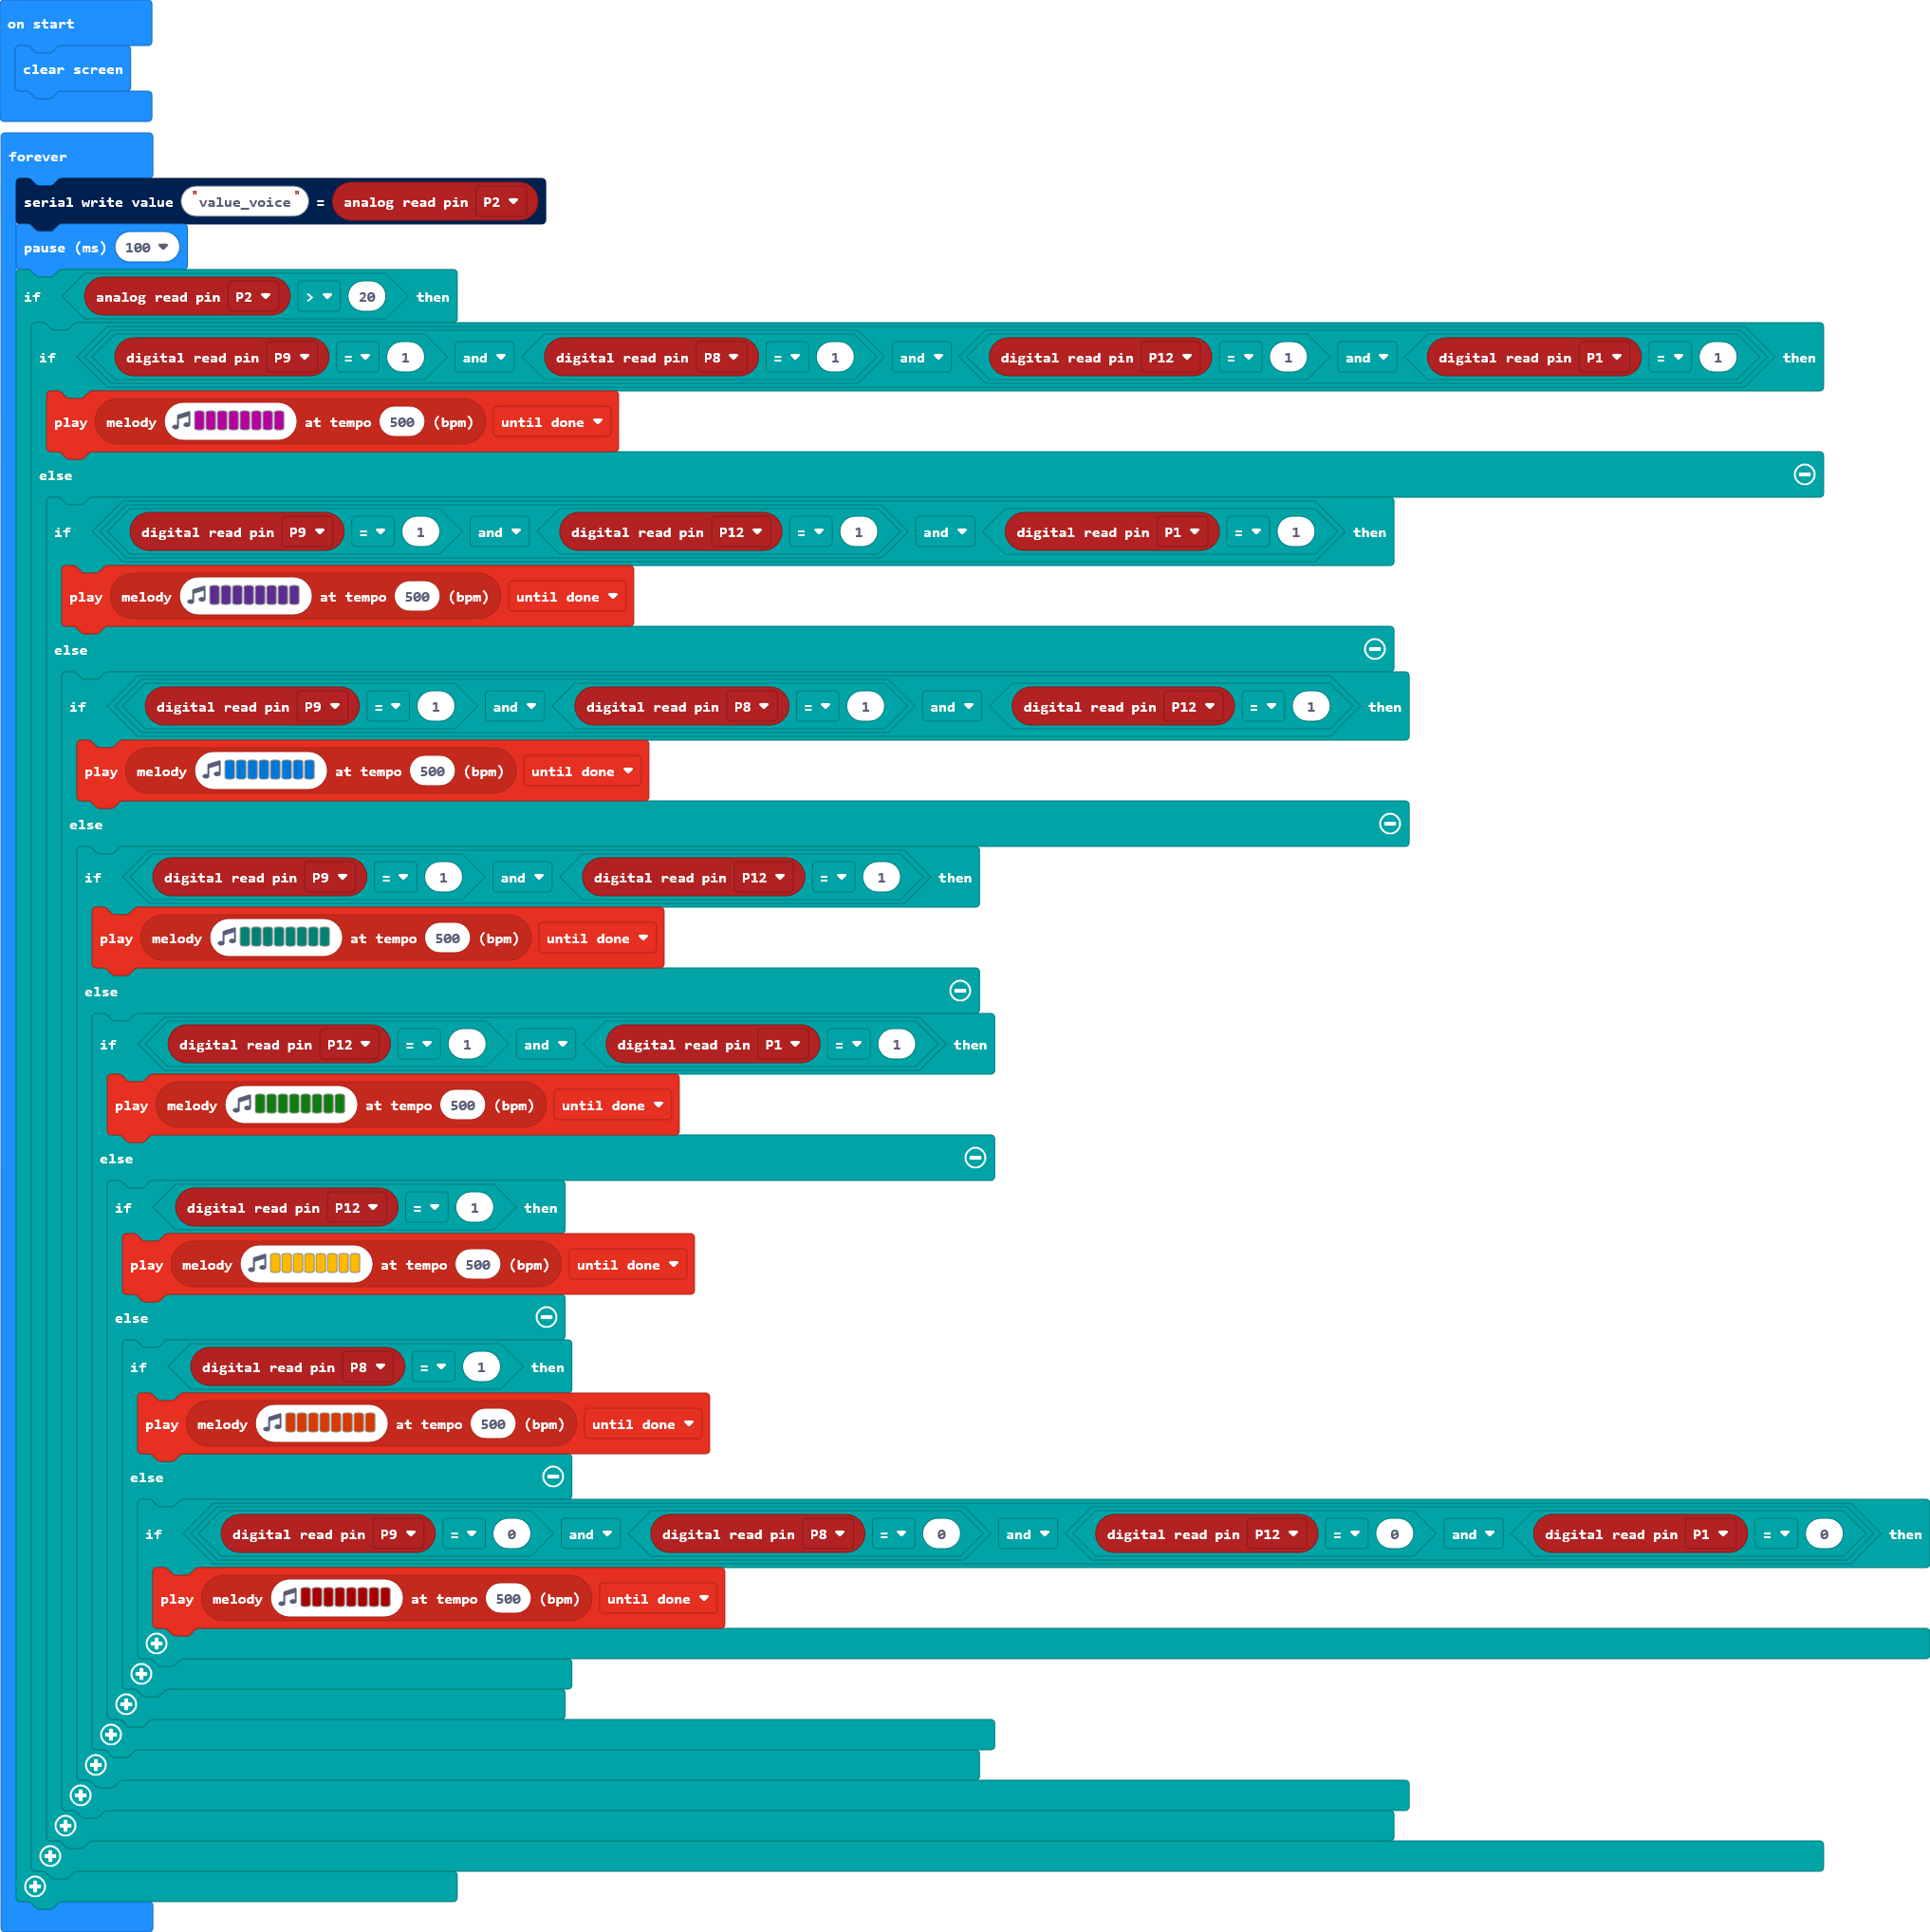 on start
clear screen
forever
serial write value "value_voice" = analog read pin P2
pause (ms) 100
if analog read pin P2 > 20 then
if digital read pin P9 = 1 and digital read pin P8 = 1 and digital read pin P12 = 1 and digital read pin P1 = 1 then
play melody at tempo 500 (bpm) until done
else
if digital read pin P9 = 1 and digital read pin P12 = 1 and digital read pin P1 = 1 then
play melody at tempo 500 (bpm) until done
else
if digital read pin P9 = 1 and digital read pin P8 = 1 and digital read pin P12 = 1 then
play melody at tempo 500 (bpm) until done
else
if digital read pin P9 = 1 and digital read pin P12 = 1 then
play melody at tempo 500 (bpm) until done
else
if digital read pin P12 = 1 and digital read pin P1 = 1 then
play melody at tempo 500 (bpm) until done
else
if digital read pin P12 = 1 then
play melody at tempo 500 (bpm) until done
else
if digital read pin P8 = 1 then
play melody at tempo 500 (bpm) until done
else
if digital read pin P9 = 0 and digital read pin P8 = 0 and digital read pin P12 = 0 and digital read pin P1 = 0 then
play melody at tempo 500 (bpm) until done